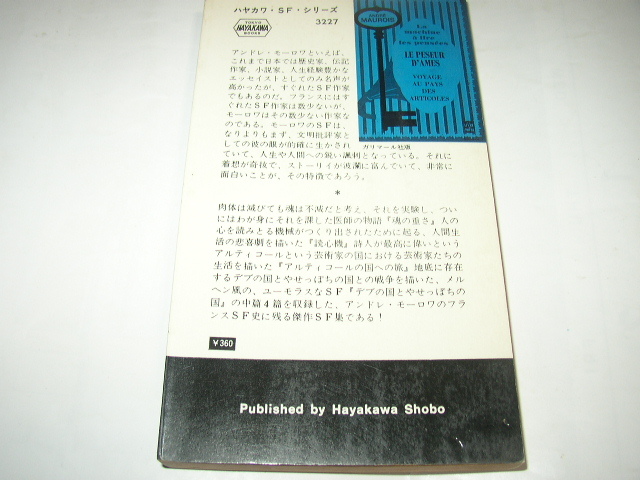 ハヤカワ・SF・シリーズ
3227
TOKYO
HAYAKAWA
BOOKS
ANDRÉ
MAUROIS
La
machine
à lire
les pensées
LE PESEUR
D'AMES
VOYAGE
AU PAYS
DES
ARTICOLES
ガリマール社版
アンドレ・モーロワといえば、
これまで日本では歴史家、伝記
作家、小説家、人生経験豊かな
エッセイストとしてのみ名声が
高かったが、すぐれたSF作家
でもあるのだ。フランスにはす
ぐれたSF作家は数少ないが、
モーロワはその数少ない作家な
のである。モーロワのSFは、
なりよりもまず、文明批評家と
しての彼の眼が的確に生かされ
ていて、人生や人間への鋭い諷刺となっている。それに
着想が奇抜で、ストーリイが波瀾に富んでいて、非常に
面白いことが、その特徴であろう。
*
肉体は滅びても魂は不滅だと考え、それを実験し、つい
にはわが身にそれを課した医師の物語『魂の重さ』人の
心を読みとる機械がつくり出されたために起る、人間生
活の悲喜劇を描いた『読心機』詩人が最高に偉いという
アルティコールという芸術家の国における芸術家たちの
生活を描いた『アルティコールの国への旅』地底に存在
するデブの国とやせっぽちの国との戦争を描いた、メル
ヘン風の、ユーモラスなSF『デブの国とやせっぽちの
国』の中篇4篇を収録した、アンドレ・モーロワのフラ
ンスSF史に残る傑作SF集である!
¥360
Published by Hayakawa Shobo